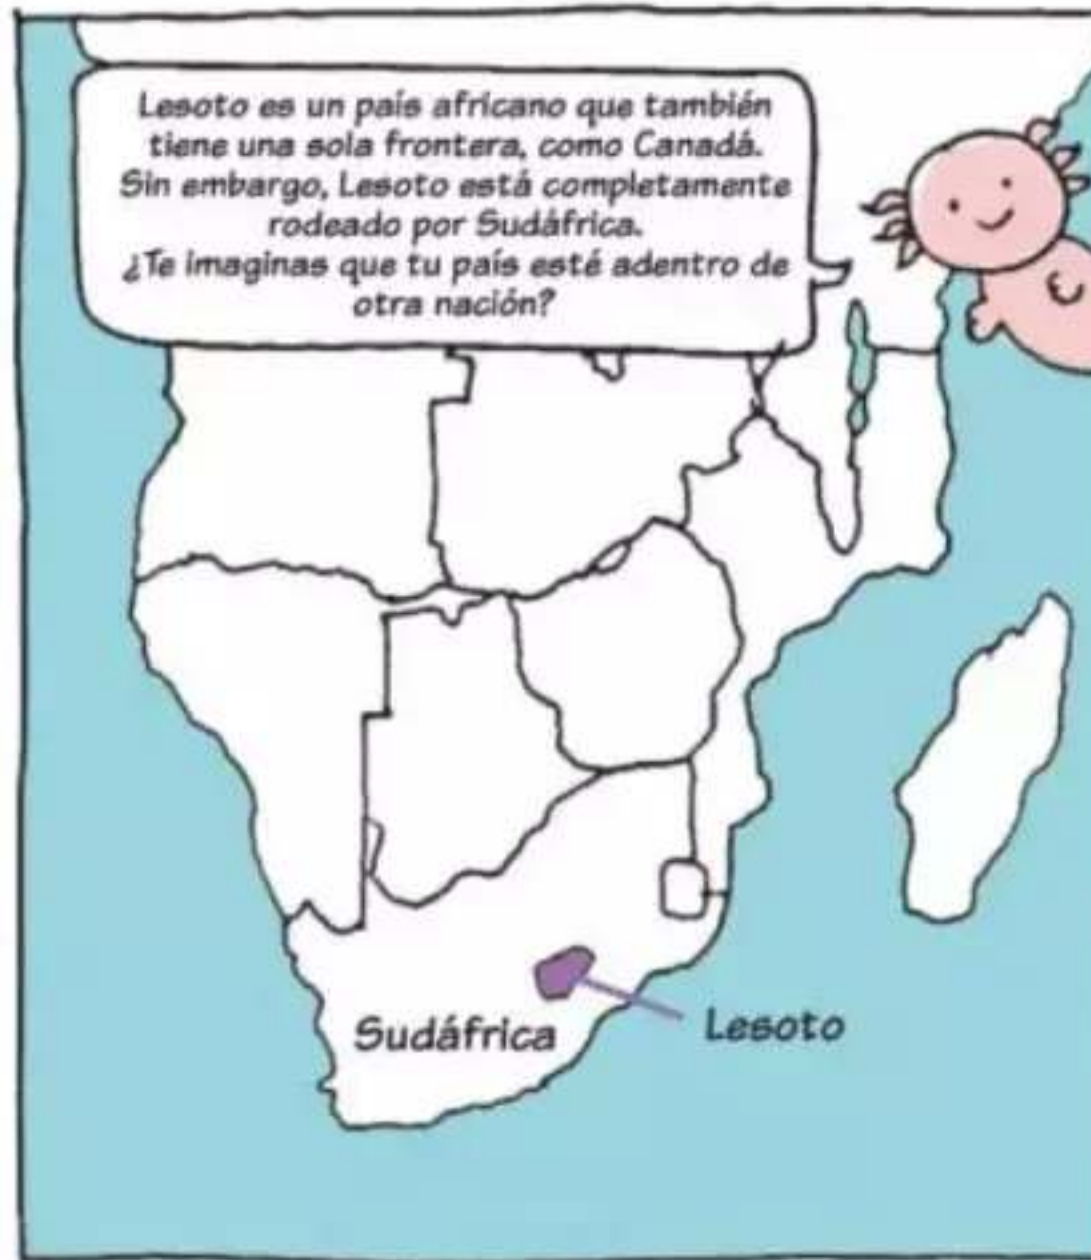 Lesoto es un país africano que también
tiene una sola frontera, como Canadá.
Sin embargo, Lesoto está completamente
rodeado por Sudáfrica.
¿Te imaginas que tu país esté adentro de
otra nación?
Sudáfrica
Lesoto